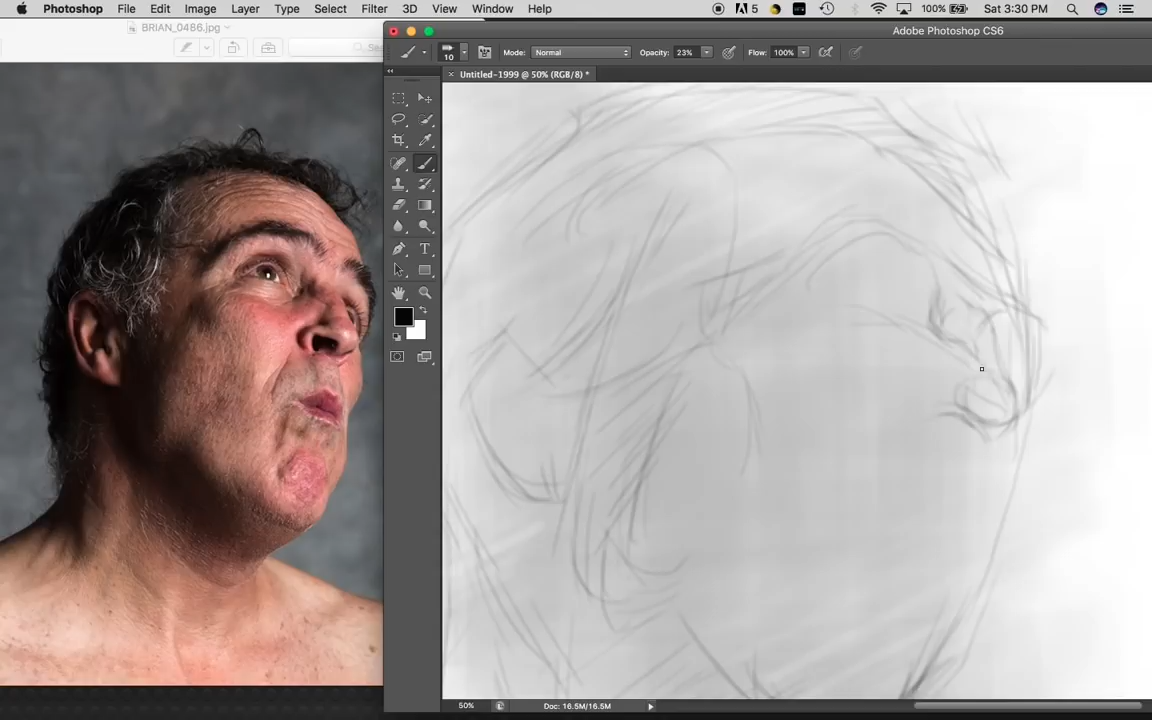 Photoshop File Edit Image Layer Type Select Filter 3D View Window Help 5 100% Sat 3:30 PM
BRIAN_0486.jpg
Adobe Photoshop CS6
10 Mode: Normal Opacity: 23% Flow: 100%
Untitled-1999 @ 50% (RGB/8) *
50% Doc: 16.5M/16.5M